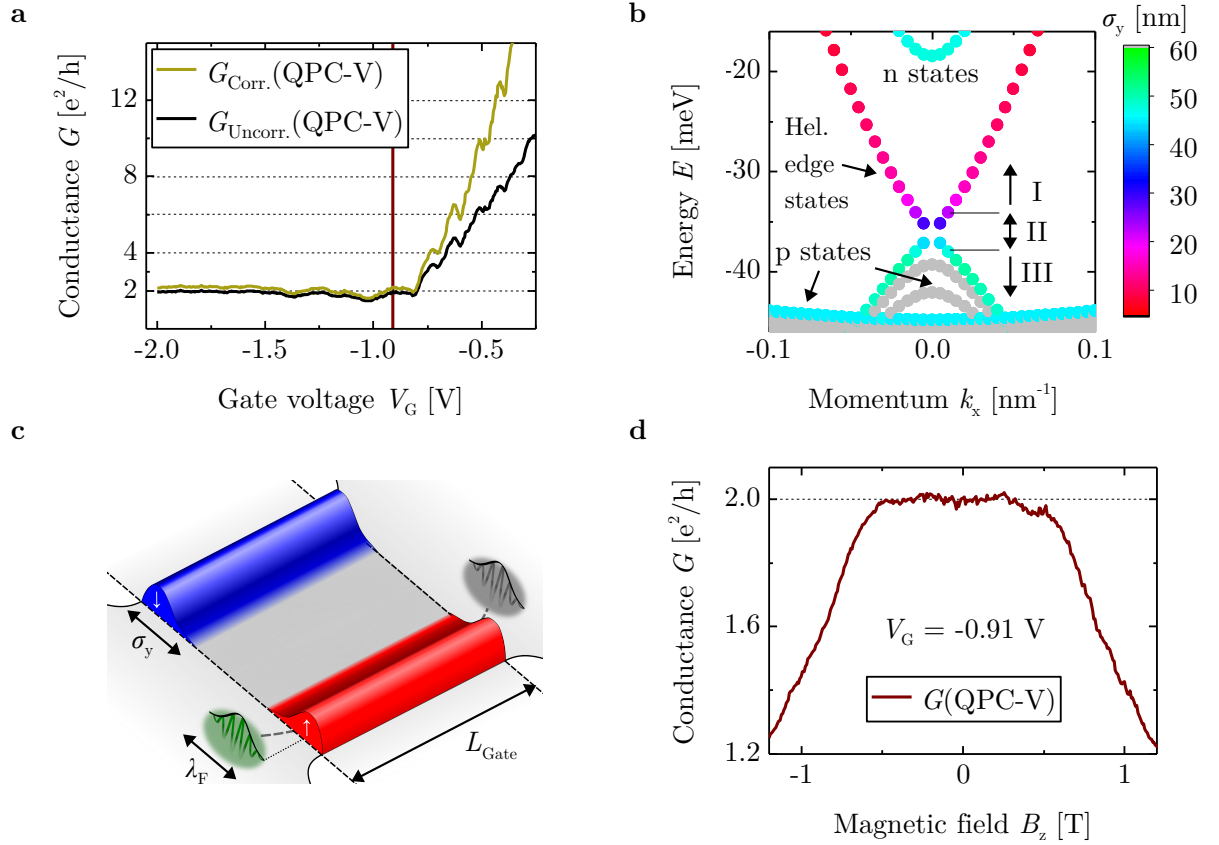 a
Conductance G [e²/h]
12
8
4
2
G_Corr.(QPC-V)
G_Uncorr.(QPC-V)
-2.0 -1.5 -1.0 -0.5
Gate voltage V_G [V]
b
Energy E [meV]
-20
-30
-40
n states
Hel.
edge
states
p states
I
II
III
-0.1 0.0 0.1
Momentum k_x [nm⁻¹]
σ_y [nm]
60
50
40
30
20
10
c
↓
σ_y
↑
λ_F
L_Gate
d
Conductance G [e²/h]
2.0
1.6
1.2
V_G = -0.91 V
G(QPC-V)
-1 0 1
Magnetic field B_z [T]